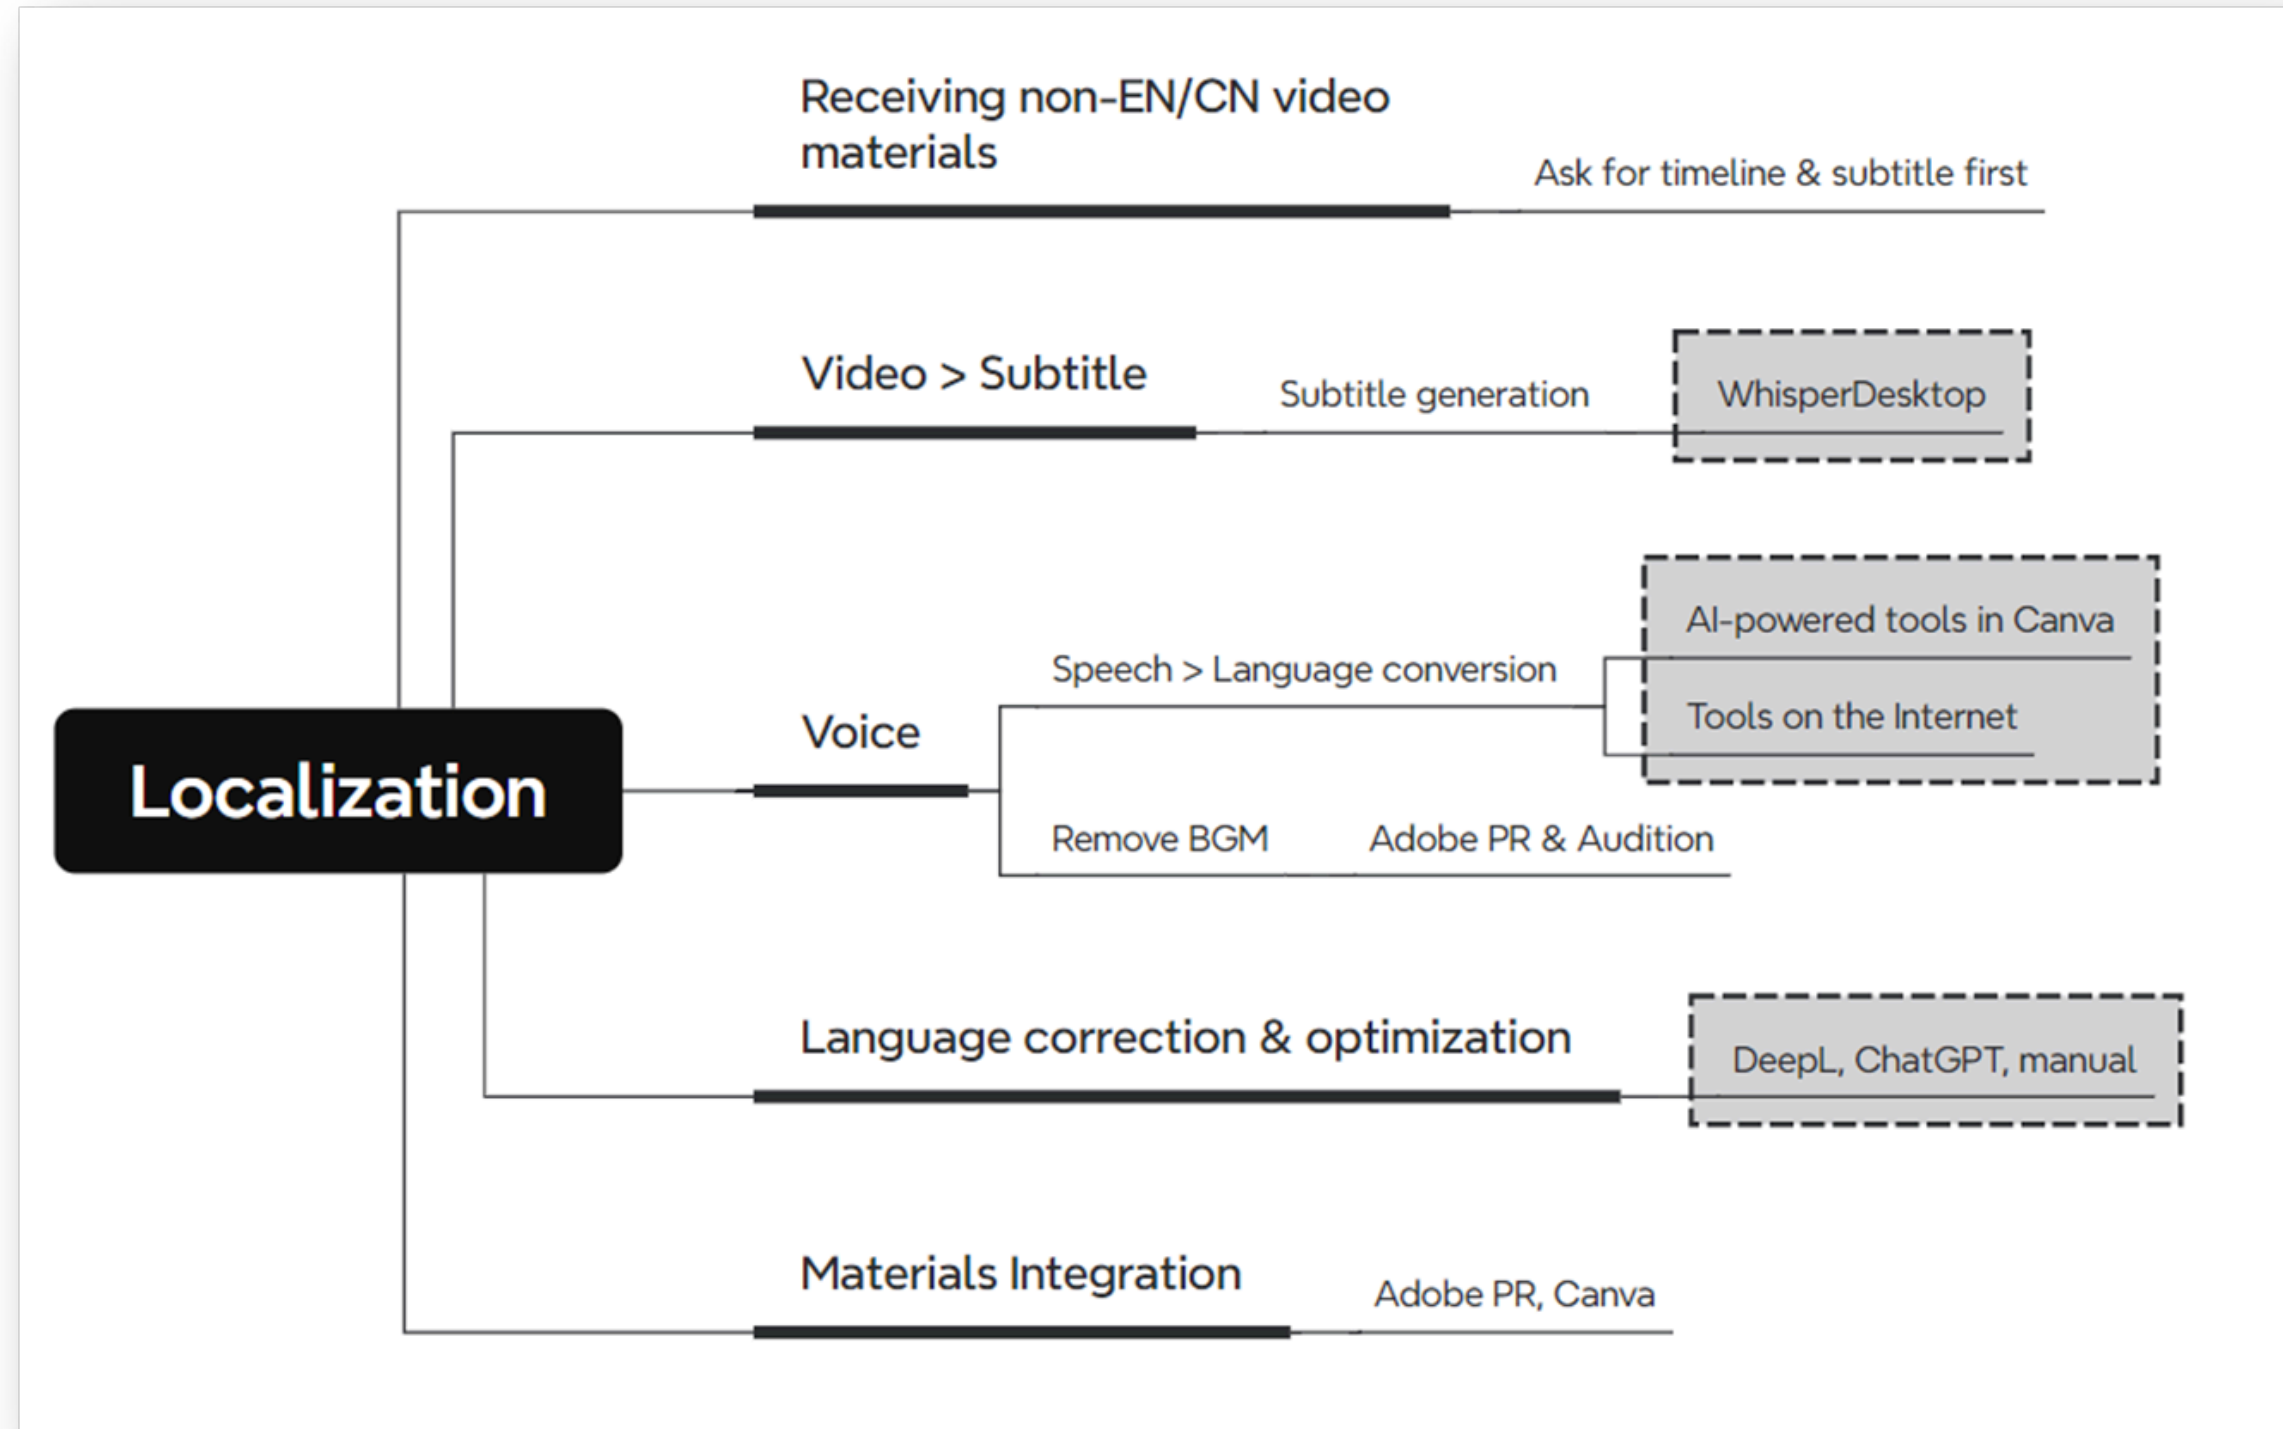 Receiving non-EN/CN video
materials
Ask for timeline & subtitle first
Video > Subtitle
Subtitle generation
WhisperDesktop
Localization
Voice
Speech > Language conversion
AI-powered tools in Canva
Tools on the Internet
Remove BGM
Adobe PR & Audition
Language correction & optimization
DeepL, ChatGPT, manual
Materials Integration
Adobe PR, Canva